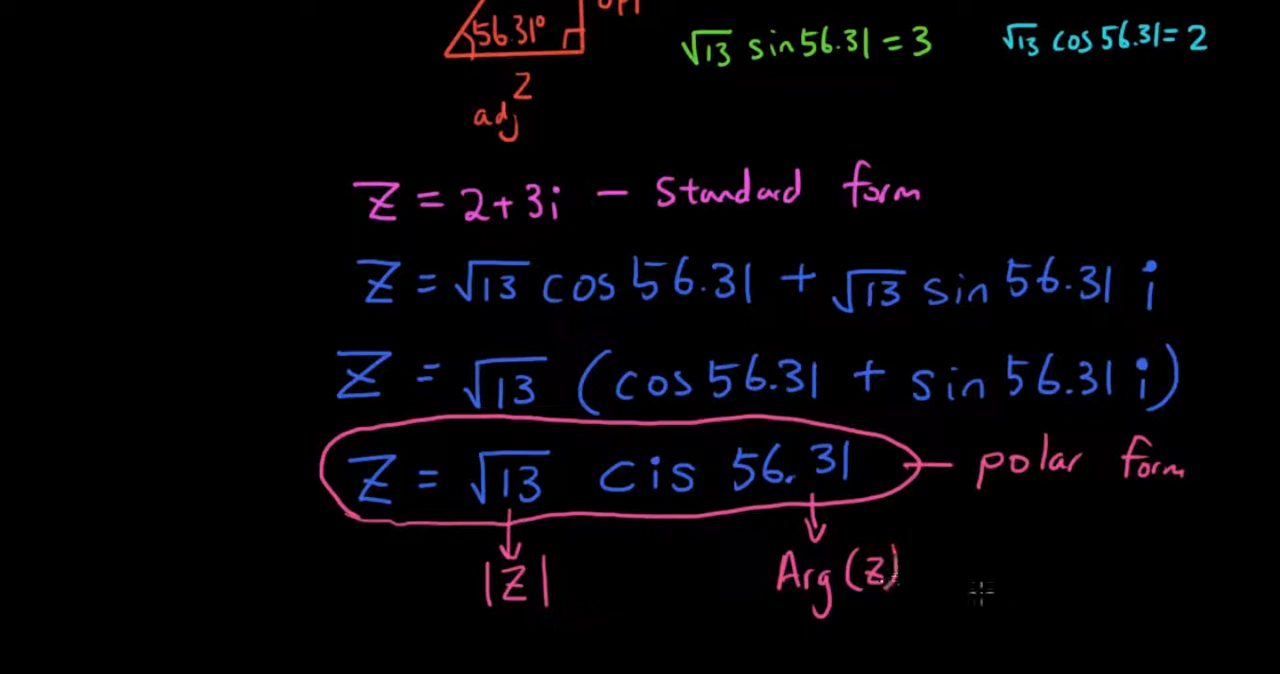 opp
56.31° √13 sin 56.31 = 3 √13 cos 56.31 = 2
2
adj
Z = 2 + 3i – Standard form
Z = √13 cos 56.31 + √13 sin 56.31 i
Z = √13 (cos 56.31 + sin 56.31 i)
Z = √13 cis 56.31 – polar form
|Z| Arg(z)